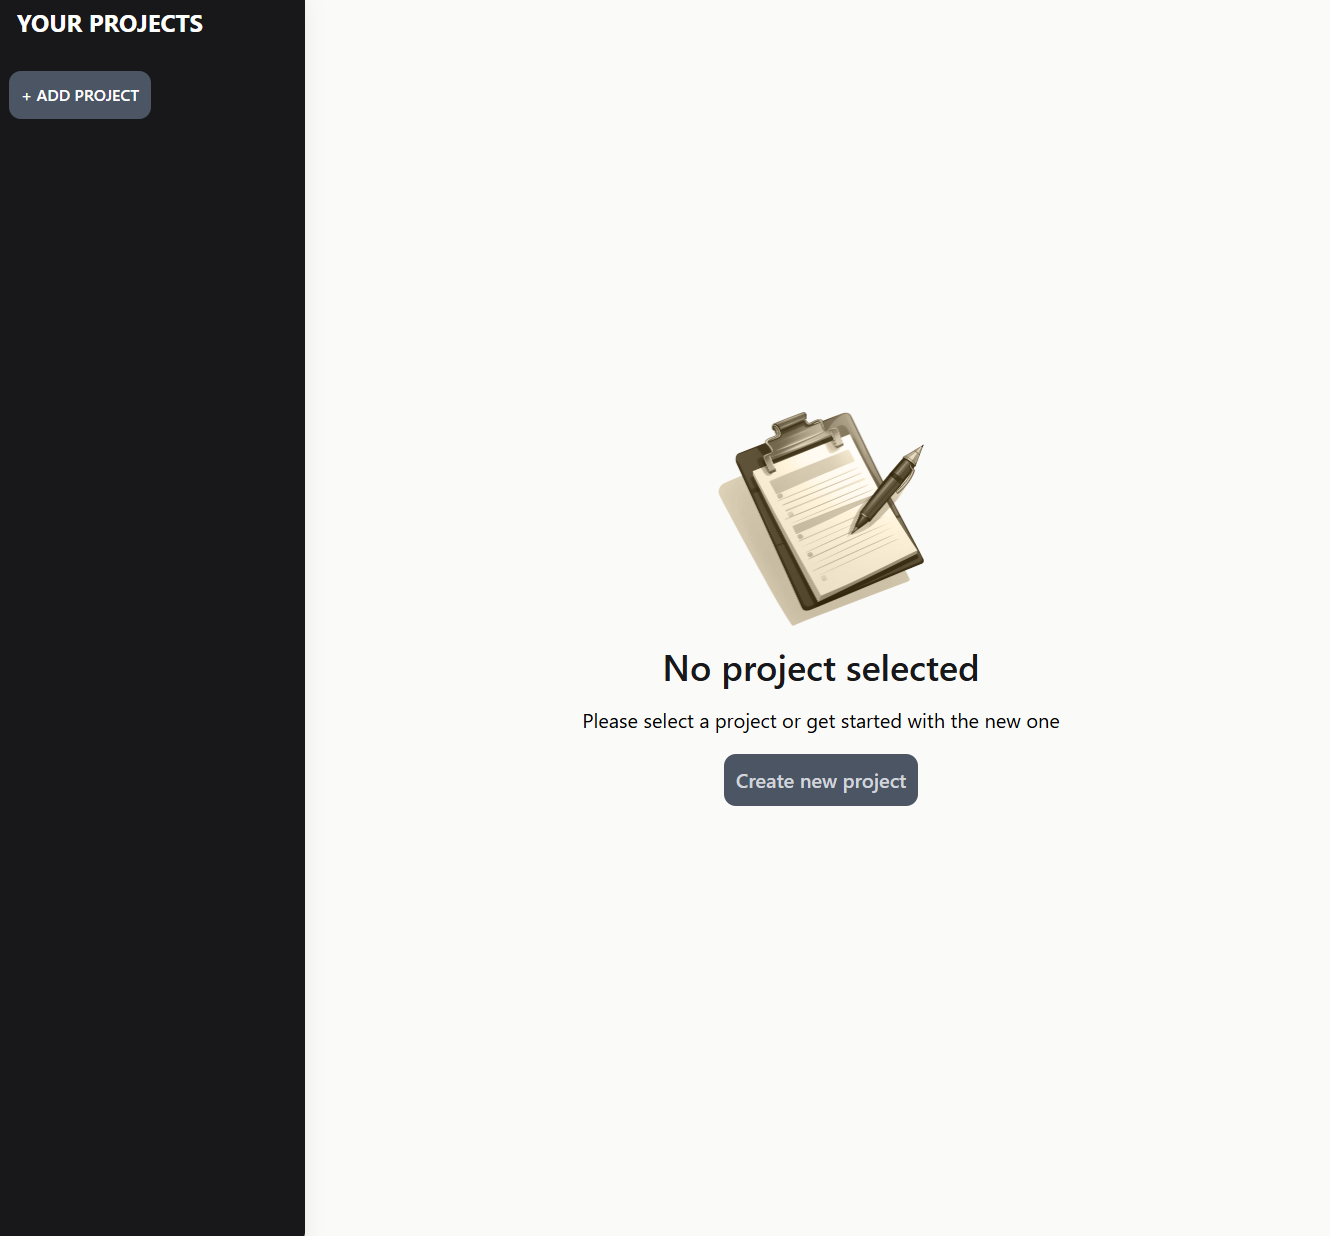 YOUR PROJECTS
+ ADD PROJECT
No project selected
Please select a project or get started with the new one
Create new project